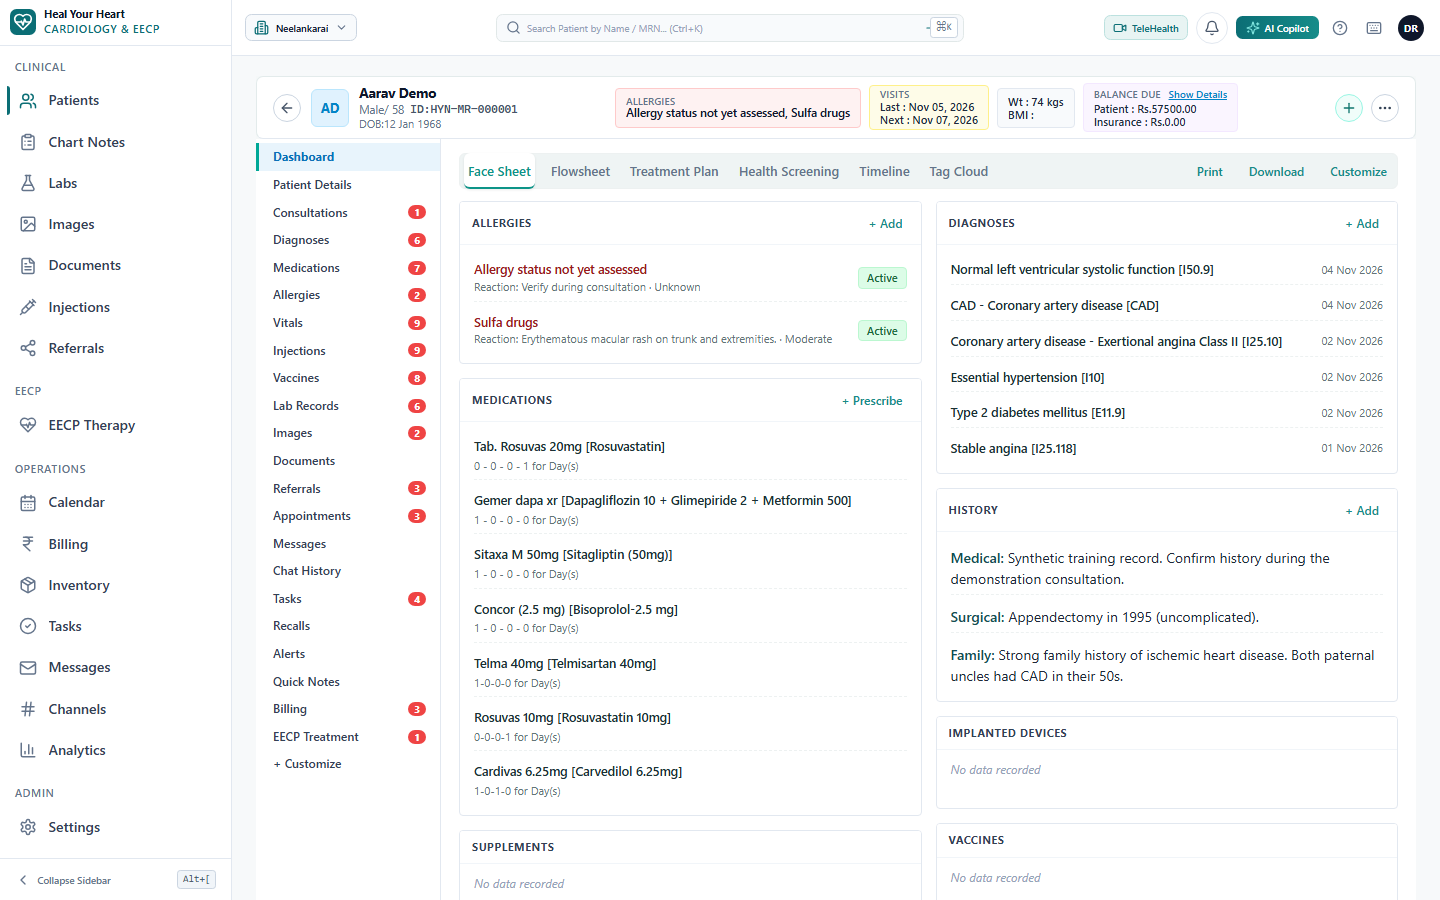 Heal Your Heart
CARDIOLOGY & EECP
CLINICAL
Patients
Chart Notes
Labs
Images
Documents
Injections
Referrals
EECP
EECP Therapy
OPERATIONS
Calendar
Billing
Inventory
Tasks
Messages
Channels
Analytics
ADMIN
Settings
Collapse Sidebar
Alt+[
Neelankarai
Search Patient by Name / MRN... (Ctrl+K)
⌘K
TeleHealth
AI Copilot
DR
AD
Aarav Demo
Male/ 58 ID:HYN-MR-000001
DOB:12 Jan 1968
ALLERGIES
Allergy status not yet assessed, Sulfa drugs
VISITS
Last : Nov 05, 2026
Next : Nov 07, 2026
Wt : 74 kgs
BMI :
BALANCE DUE Show Details
Patient : Rs.57500.00
Insurance : Rs.0.00
Dashboard
Patient Details
Consultations 1
Diagnoses 6
Medications 7
Allergies 2
Vitals 9
Injections 9
Vaccines 8
Lab Records 6
Images 2
Documents
Referrals 3
Appointments 3
Messages
Chat History
Tasks 4
Recalls
Alerts
Quick Notes
Billing 3
EECP Treatment 1
+ Customize
Face Sheet Flowsheet Treatment Plan Health Screening Timeline Tag Cloud Print Download Customize
ALLERGIES + Add
Allergy status not yet assessed
Reaction: Verify during consultation · Unknown
Active
Sulfa drugs
Reaction: Erythematous macular rash on trunk and extremities. · Moderate
Active
MEDICATIONS + Prescribe
Tab. Rosuvas 20mg [Rosuvastatin]
0 - 0 - 0 - 1 for Day(s)
Gemer dapa xr [Dapagliflozin 10 + Glimepiride 2 + Metformin 500]
1 - 0 - 0 - 0 for Day(s)
Sitaxa M 50mg [Sitagliptin (50mg)]
1 - 0 - 0 - 0 for Day(s)
Concor (2.5 mg) [Bisoprolol-2.5 mg]
1 - 0 - 0 - 0 for Day(s)
Telma 40mg [Telmisartan 40mg]
1-0-0-0 for Day(s)
Rosuvas 10mg [Rosuvastatin 10mg]
0-0-0-1 for Day(s)
Cardivas 6.25mg [Carvedilol 6.25mg]
1-0-1-0 for Day(s)
SUPPLEMENTS
No data recorded
DIAGNOSES + Add
Normal left ventricular systolic function [I50.9] 04 Nov 2026
CAD - Coronary artery disease [CAD] 04 Nov 2026
Coronary artery disease - Exertional angina Class II [I25.10] 02 Nov 2026
Essential hypertension [I10] 02 Nov 2026
Type 2 diabetes mellitus [E11.9] 02 Nov 2026
Stable angina [I25.118] 01 Nov 2026
HISTORY + Add
Medical: Synthetic training record. Confirm history during the
demonstration consultation.
Surgical: Appendectomy in 1995 (uncomplicated).
Family: Strong family history of ischemic heart disease. Both paternal
uncles had CAD in their 50s.
IMPLANTED DEVICES
No data recorded
VACCINES
No data recorded